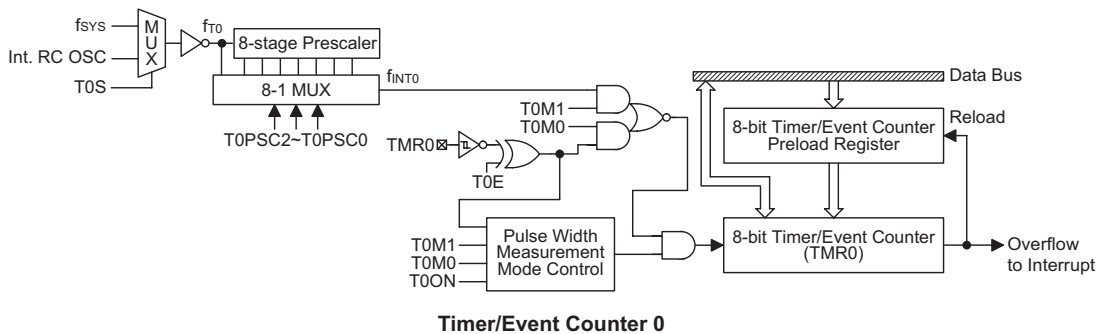 fSYS
MUX
fT0
8-stage Prescaler
Int. RC OSC
T0S
8-1 MUX
fINT0
T0PSC2~T0PSC0
T0M1
T0M0
TMR0
T0E
T0M1
T0M0
T0ON
Pulse Width
Measurement
Mode Control
Data Bus
8-bit Timer/Event Counter
Preload Register
Reload
8-bit Timer/Event Counter
(TMR0)
Overflow
to Interrupt
Timer/Event Counter 0